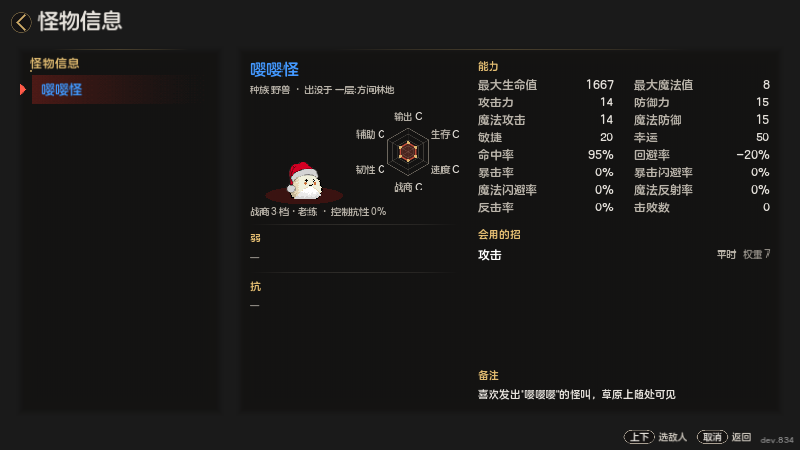 怪物信息
怪物信息
嘤嘤怪
嘤嘤怪
种族 野兽 · 出没于 一层:方问林地
输出 C
辅助 C
生存 C
韧性 C
速度 C
战商 C
战商 3 档 · 老练 · 控制抗性 0%
弱
—
抗
—
能力
最大生命值 1667 最大魔法值 8
攻击力 14 防御力 15
魔法攻击 14 魔法防御 15
敏捷 20 幸运 50
命中率 95% 回避率 -20%
暴击率 0% 暴击闪避率 0%
魔法闪避率 0% 魔法反射率 0%
反击率 0% 击败数 0
会用的招
攻击 平时 权重 7
备注
喜欢发出"嘤嘤嘤"的怪叫，草原上随处可见
上下 选敌人 取消 返回 dev.834